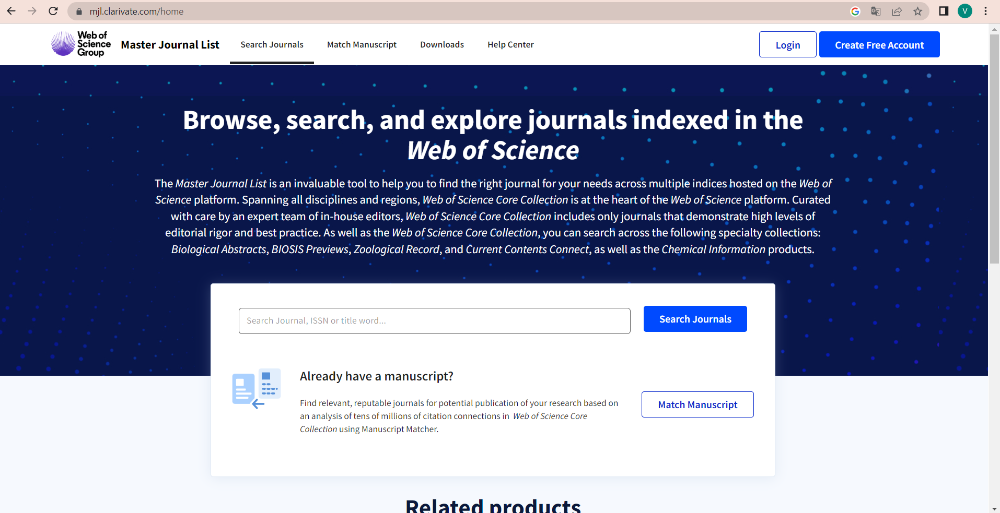 mjl.clarivate.com/home
V
Web of
Science
Group
Master Journal List
Search Journals
Match Manuscript
Downloads
Help Center
Login
Create Free Account
Browse, search, and explore journals indexed in the
Web of Science
The Master Journal List is an invaluable tool to help you to find the right journal for your needs across multiple indices hosted on the Web of
Science platform. Spanning all disciplines and regions, Web of Science Core Collection is at the heart of the Web of Science platform. Curated
with care by an expert team of in-house editors, Web of Science Core Collection includes only journals that demonstrate high levels of
editorial rigor and best practice. As well as the Web of Science Core Collection, you can search across the following specialty collections:
Biological Abstracts, BIOSIS Previews, Zoological Record, and Current Contents Connect, as well as the Chemical Information products.
Search Journal, ISSN or title word...
Search Journals
Already have a manuscript?
Find relevant, reputable journals for potential publication of your research based on
an analysis of tens of millions of citation connections in Web of Science Core
Collection using Manuscript Matcher.
Match Manuscript
Related products